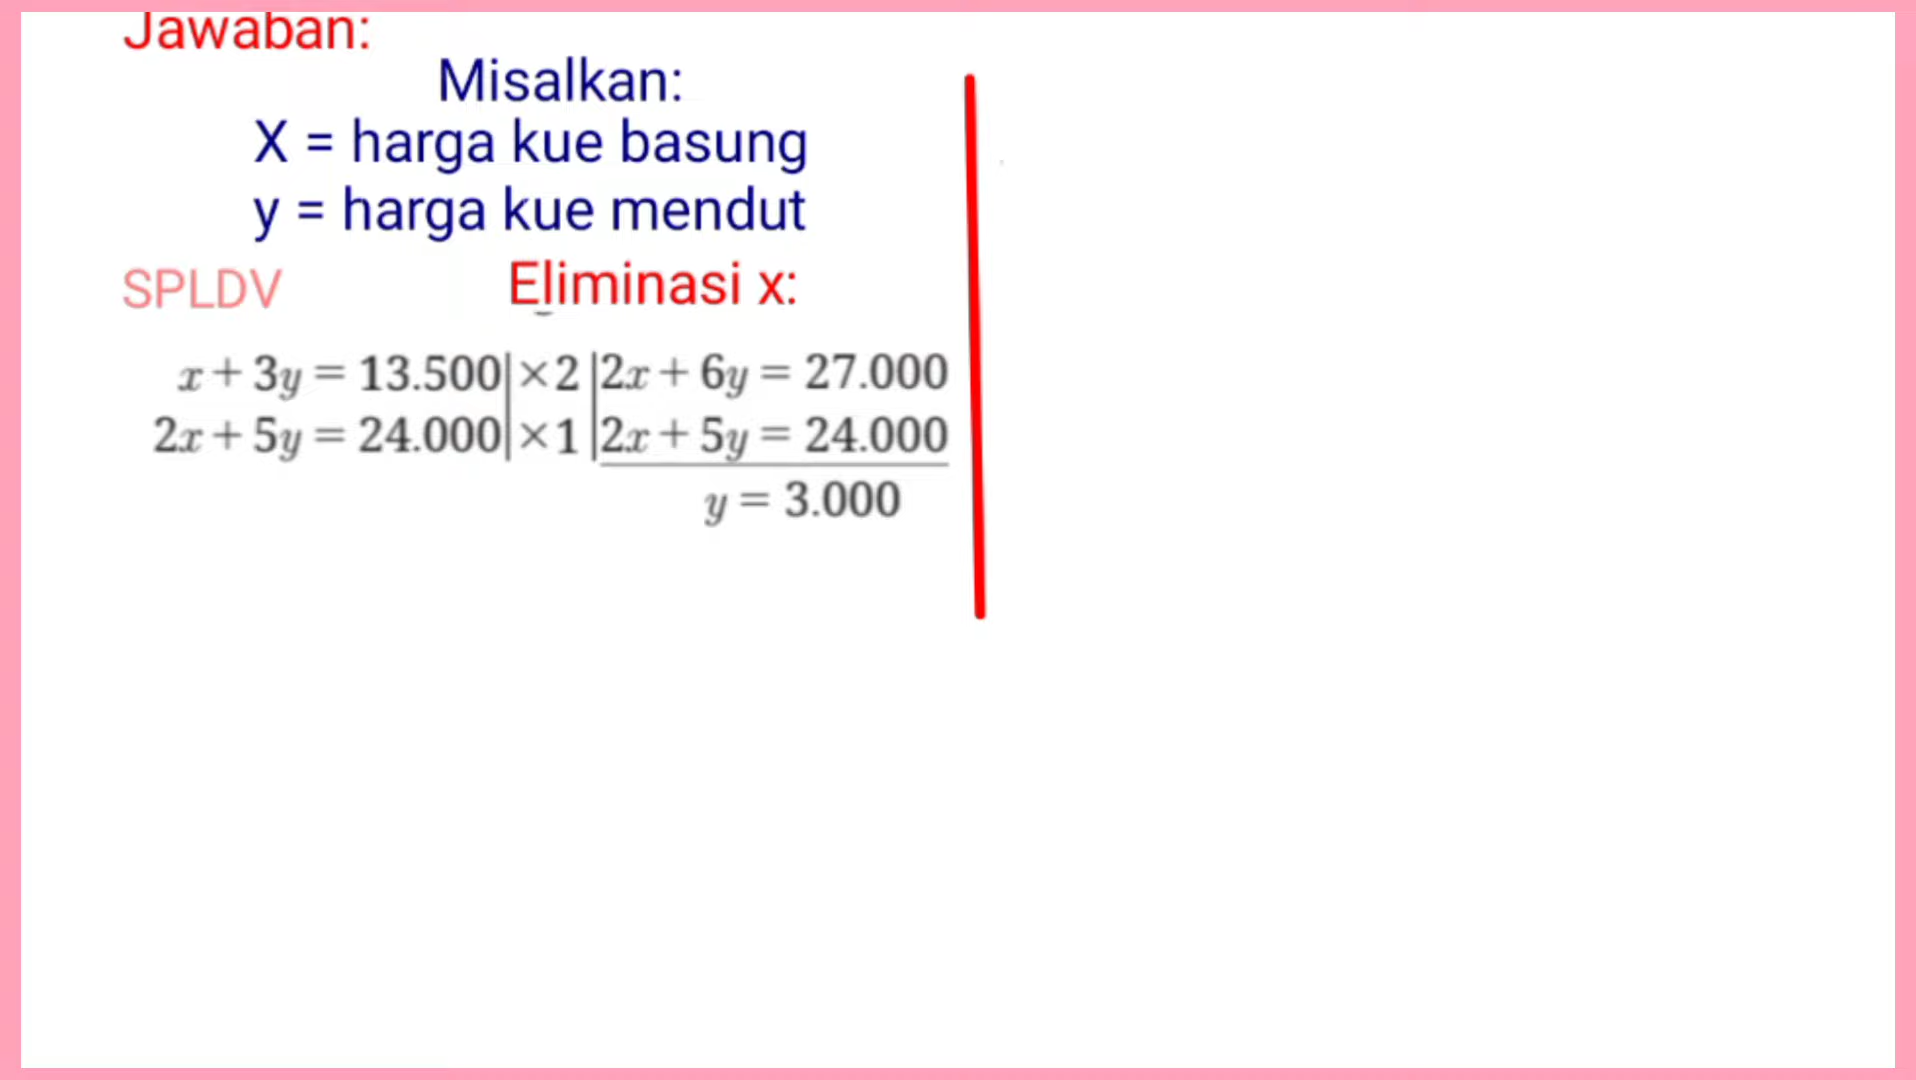 Jawaban:
Misalkan:
X = harga kue basung
y = harga kue mendut
SPLDV Eliminasi x:
x + 3y = 13.500 | ×2 | 2x + 6y = 27.000
2x + 5y = 24.000 | ×1 | 2x + 5y = 24.000
y = 3.000